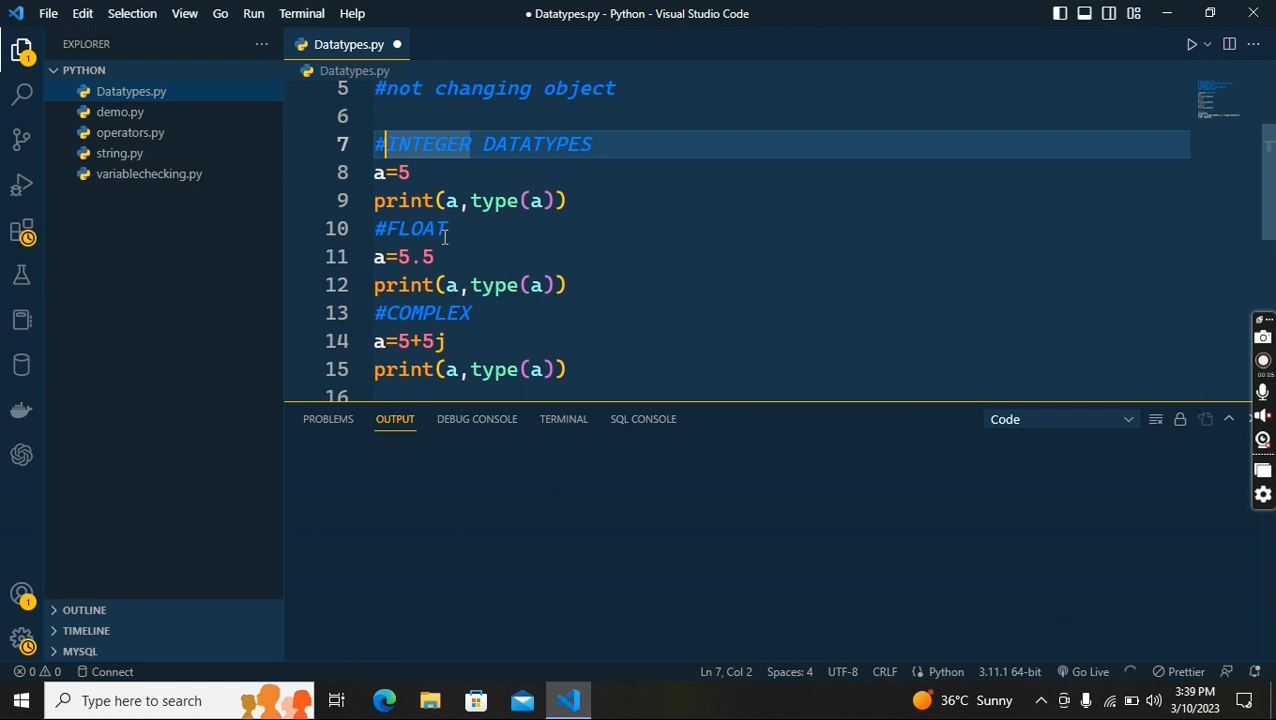 File Edit Selection View Go Run Terminal Help
● Datatypes.py - Python - Visual Studio Code
EXPLORER
PYTHON
Datatypes.py
demo.py
operators.py
string.py
variablechecking.py
OUTLINE
TIMELINE
MYSQL
1
1
Datatypes.py
Datatypes.py
5 #not changing object
6
7 #INTEGER DATATYPES
8 a=5
9 print(a,type(a))
10 #FLOAT
11 a=5.5
12 print(a,type(a))
13 #COMPLEX
14 a=5+5j
15 print(a,type(a))
16
PROBLEMS OUTPUT DEBUG CONSOLE TERMINAL SQL CONSOLE
Code
00:05
0 0 Connect
Ln 7, Col 2 Spaces: 4 UTF-8 CRLF Python 3.11.1 64-bit Go Live Prettier
Type here to search
36°C Sunny
3:39 PM
3/10/2023